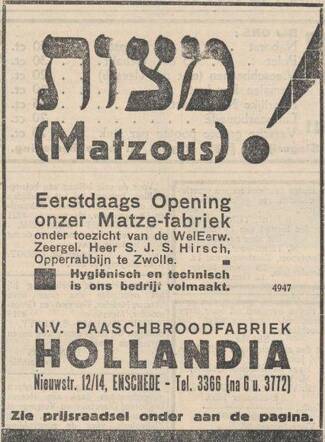 מצות
(Matzous)!
Eerstdaags Opening
onzer Matze-fabriek
onder toezicht van de WelEerw.
Zeergel. Heer S. J. S. Hirsch,
Opperrabbijn te Zwolle.
Hygiënisch en technisch
is ons bedrijf volmaakt.
4947
N.V. PAASCHBROODFABRIEK
HOLLANDIA
Nieuwstr. 12/14, ENSCHEDE - Tel. 3366 (na 6 u. 3772)
Zie prijsraadsel onder aan de pagina.